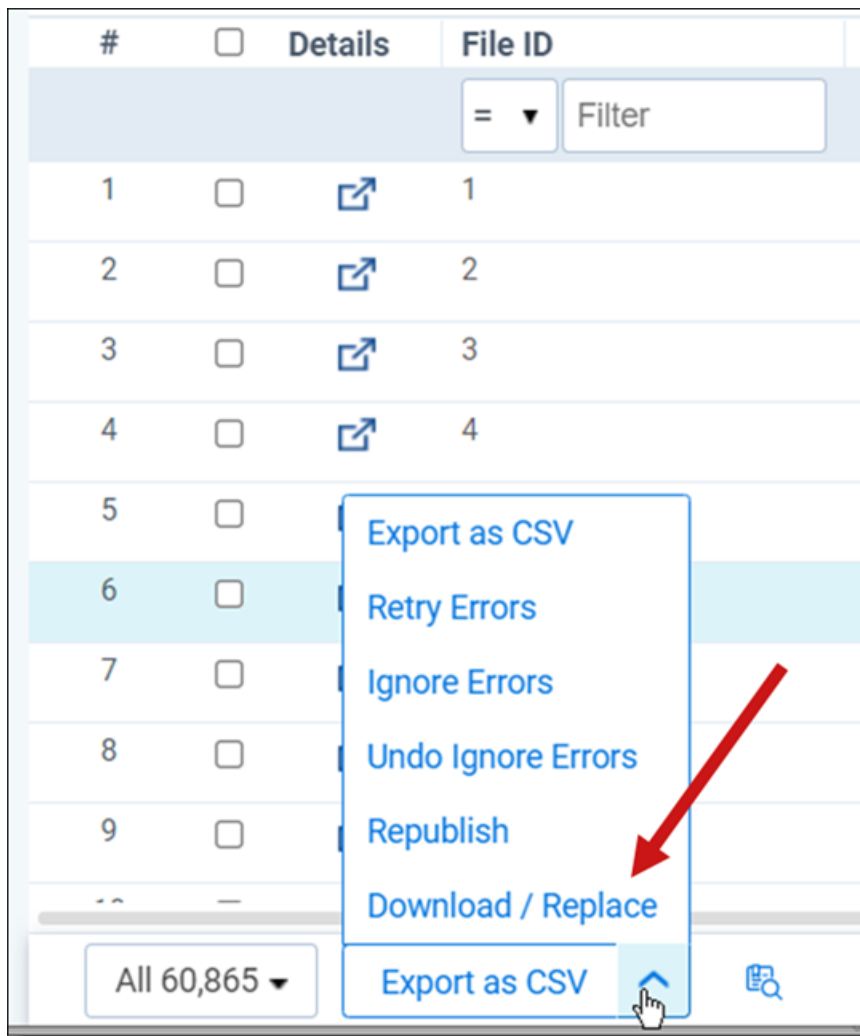 # Details File ID
= Filter
1 1
2 2
3 3
4 4
5
6
7
8
9
Export as CSV
Retry Errors
Ignore Errors
Undo Ignore Errors
Republish
Download / Replace
All 60,865 Export as CSV